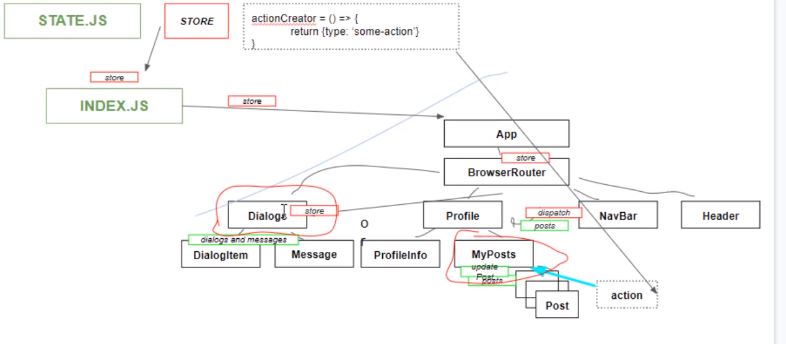 STATE.JS
STORE
actionCreator = () => {
return {type: 'some-action'}
}
store
INDEX.JS
store
App
store
BrowserRouter
Dialogs
store
Profile
dispatch
posts
NavBar
Header
dialogs and messages
DialogItem
Message
ProfileInfo
MyPosts
update
Post
posts
Post
action